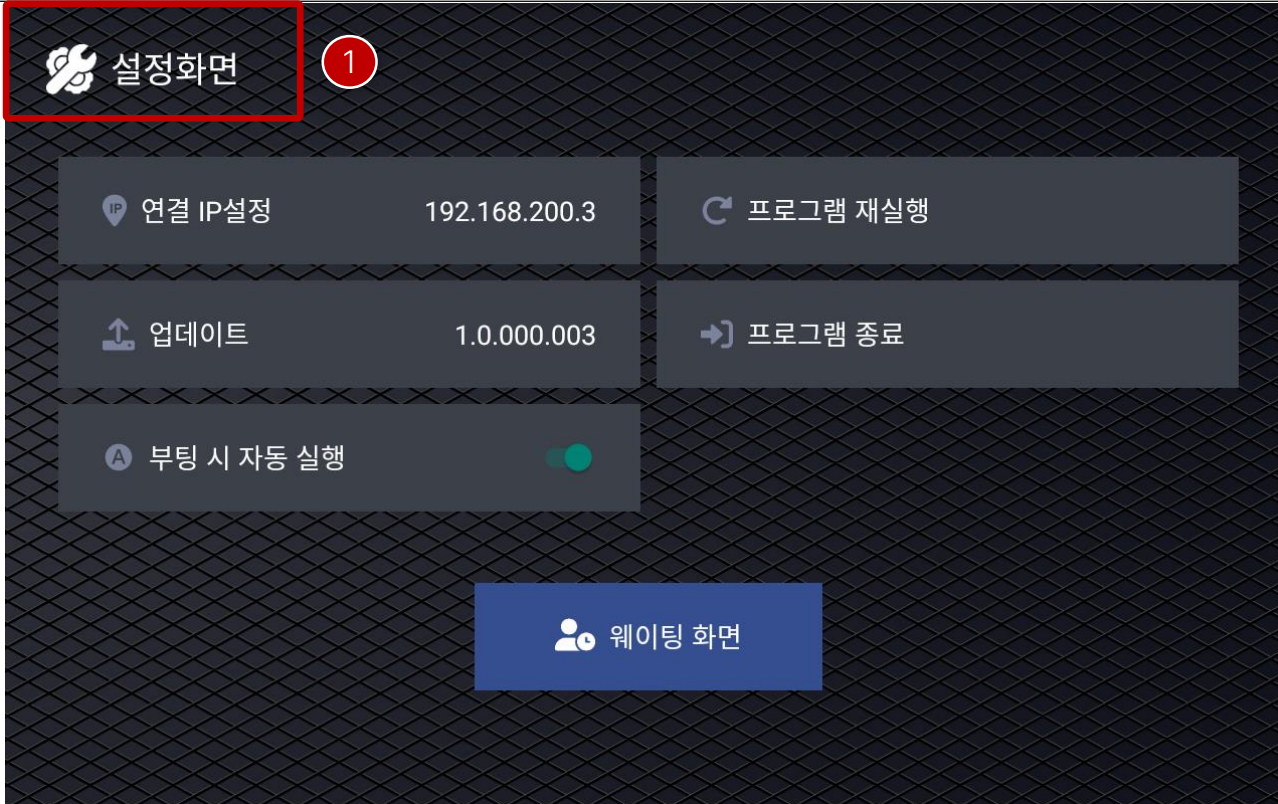 설정화면
1
연결 IP설정 192.168.200.3
프로그램 재실행
업데이트 1.0.000.003
프로그램 종료
A 부팅 시 자동 실행
웨이팅 화면